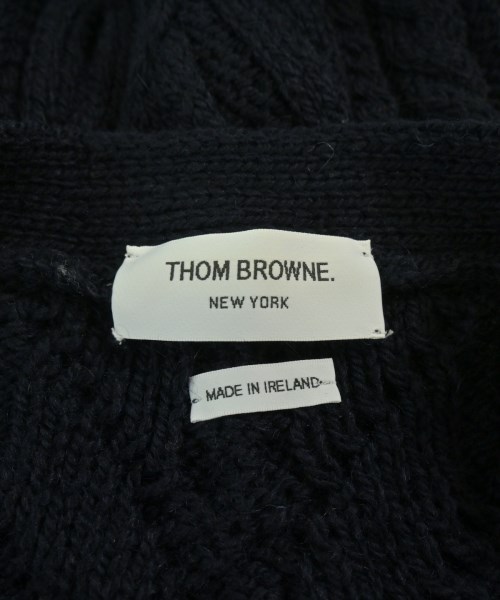 THOM BROWNE.
NEW YORK
MADE IN IRELAND